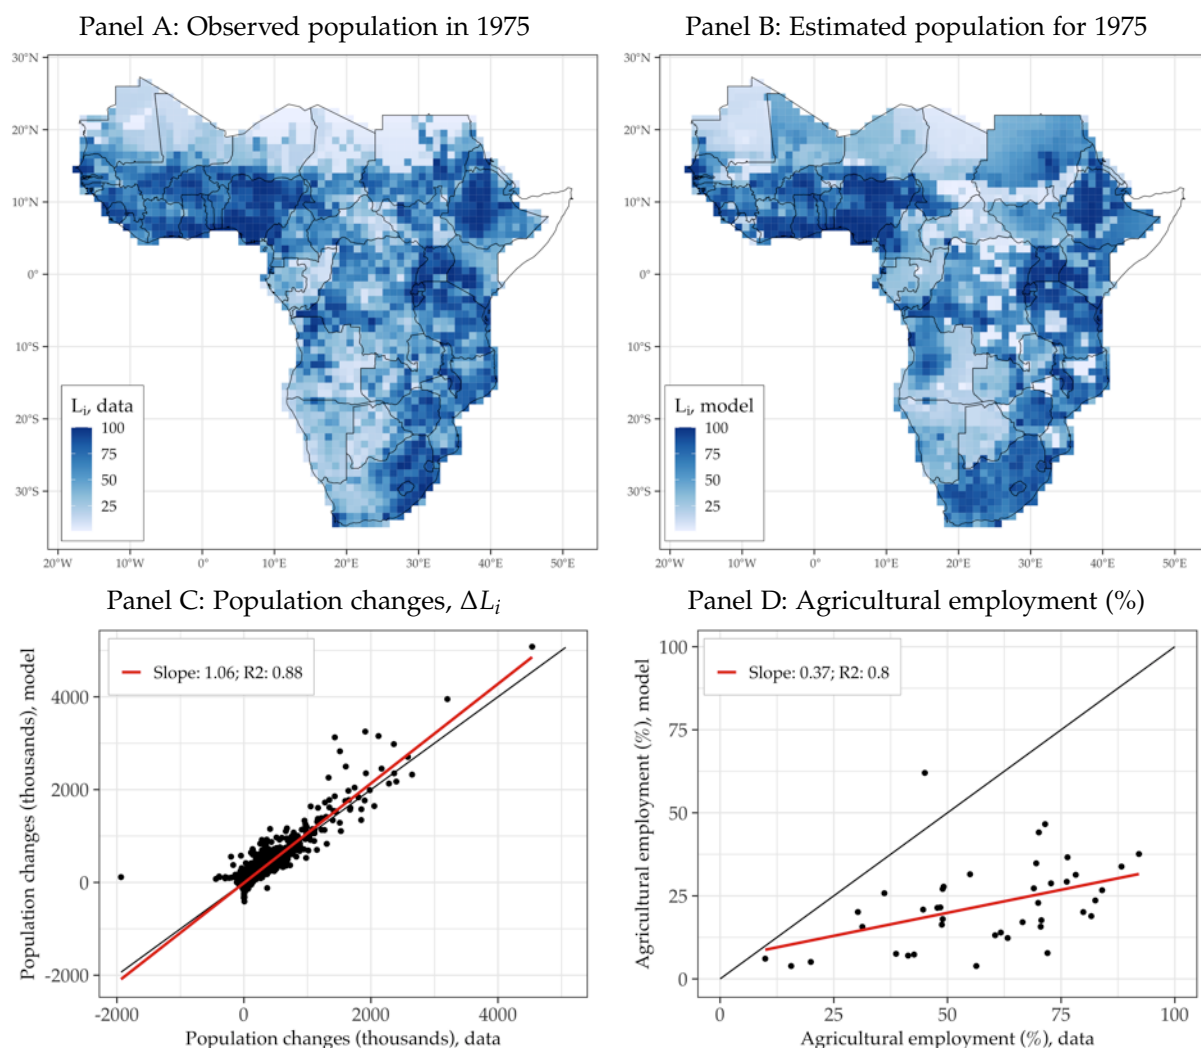 Panel A: Observed population in 1975
Panel B: Estimated population for 1975
30°N
20°N
10°N
0°
10°S
20°S
30°S
Lᵢ, data
100
75
50
25
20°W 10°W 0° 10°E 20°E 30°E 40°E 50°E
30°N
20°N
10°N
0°
10°S
20°S
30°S
Lᵢ, model
100
75
50
25
20°W 10°W 0° 10°E 20°E 30°E 40°E 50°E
Panel C: Population changes, ΔLᵢ
Panel D: Agricultural employment (%)
Population changes (thousands), model
4000
2000
0
-2000
Slope: 1.06; R2: 0.88
-2000 0 2000 4000
Population changes (thousands), data
Agricultural employment (%), model
100
75
50
25
0
Slope: 0.37; R2: 0.8
0 25 50 75 100
Agricultural employment (%), data